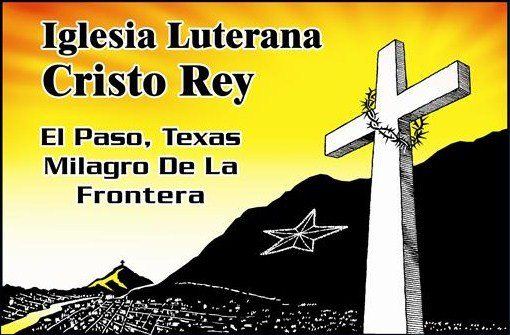 Iglesia Luterana
Cristo Rey
El Paso, Texas
Milagro De La
Frontera